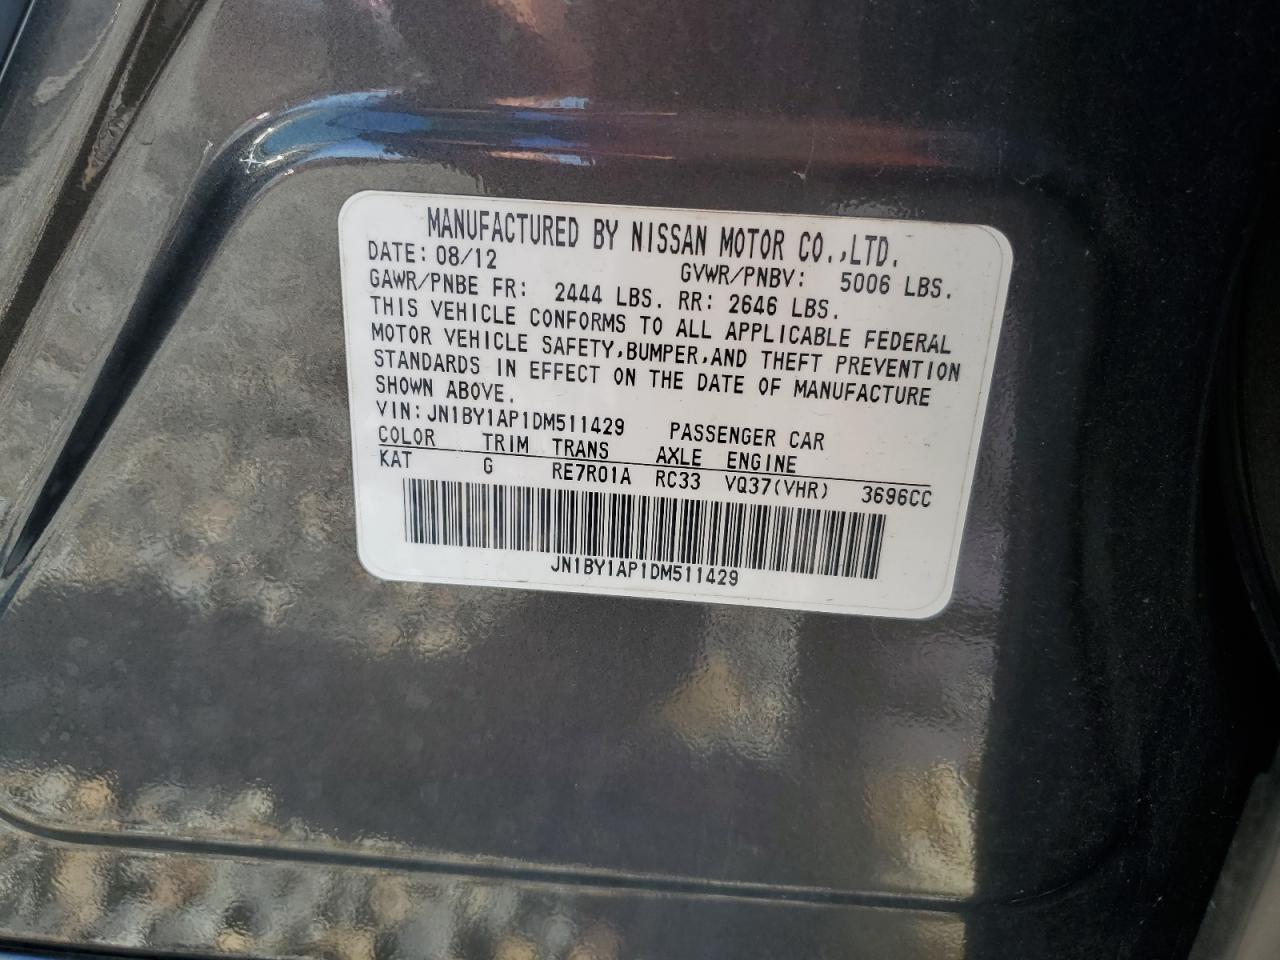 MANUFACTURED BY NISSAN MOTOR CO.,LTD.
DATE: 08/12 GVWR/PNBV: 5006 LBS.
GAWR/PNBE FR: 2444 LBS. RR: 2646 LBS.
THIS VEHICLE CONFORMS TO ALL APPLICABLE FEDERAL
MOTOR VEHICLE SAFETY,BUMPER,AND THEFT PREVENTION
STANDARDS IN EFFECT ON THE DATE OF MANUFACTURE
SHOWN ABOVE.
VIN:JN1BY1AP1DM511429 PASSENGER CAR
COLOR TRIM TRANS AXLE ENGINE
KAT G RE7R01A RC33 VQ37(VHR) 3696CC
JN1BY1AP1DM511429